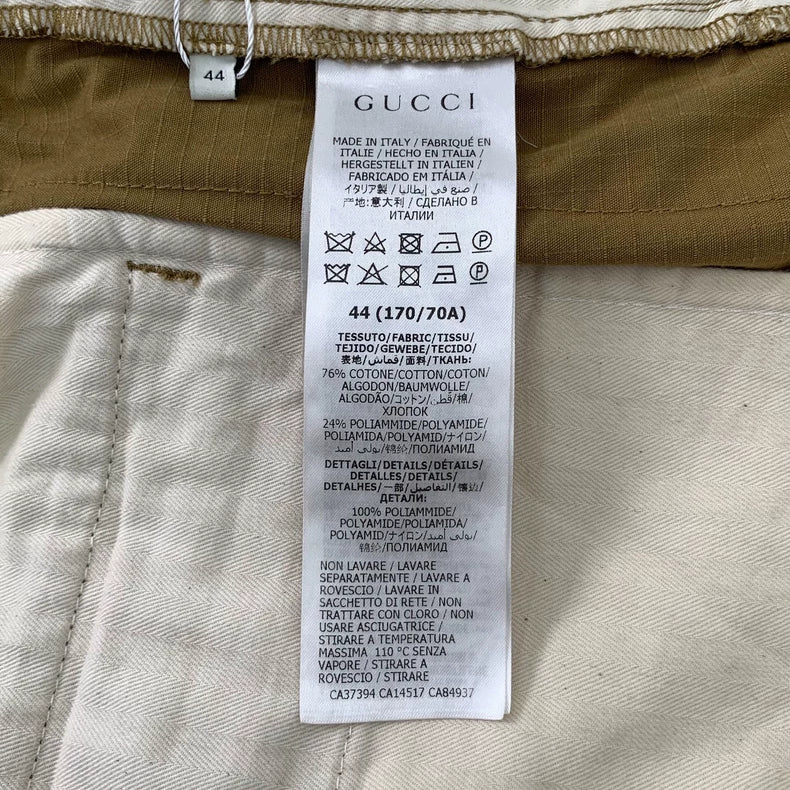 44
GUCCI
MADE IN ITALY / FABRIQUÉ EN
ITALIE / HECHO EN ITALIA /
HERGESTELLT IN ITALIEN /
FABRICADO EM ITÁLIA /
イタリア製 / صنع في إيطاليا /
产地:意大利 / СДЕЛАНО В
ИТАЛИИ
P
P
44 (170/70A)
TESSUTO/FABRIC/TISSU/
TEJIDO/GEWEBE/TECIDO/
表地/قماش/面料/ТКАНЬ:
76% COTONE/COTTON/COTON/
ALGODON/BAUMWOLLE/
ALGODÃO/コットン/قطن/棉/
ХЛОПОК
24% POLIAMMIDE/POLYAMIDE/
POLIAMIDA/POLYAMID/ナイロン/
بولي أميد/锦纶/ПОЛИАМИД
DETTAGLI/DETAILS/DÉTAILS/
DETALLES/DETAILS/
DETALHES/一部/التفاصيل/镶边/
ДЕТАЛИ:
100% POLIAMMIDE/
POLYAMIDE/POLIAMIDA/
POLYAMID/ナイロン/بولي أميد/
锦纶/ПОЛИАМИД
NON LAVARE / LAVARE
SEPARATAMENTE / LAVARE A
ROVESCIO / LAVARE IN
SACCHETTO DI RETE / NON
TRATTARE CON CLORO / NON
USARE ASCIUGATRICE /
STIRARE A TEMPERATURA
MASSIMA 110 °C SENZA
VAPORE / STIRARE A
ROVESCIO / STIRARE
CA37394 CA14517 CA84937